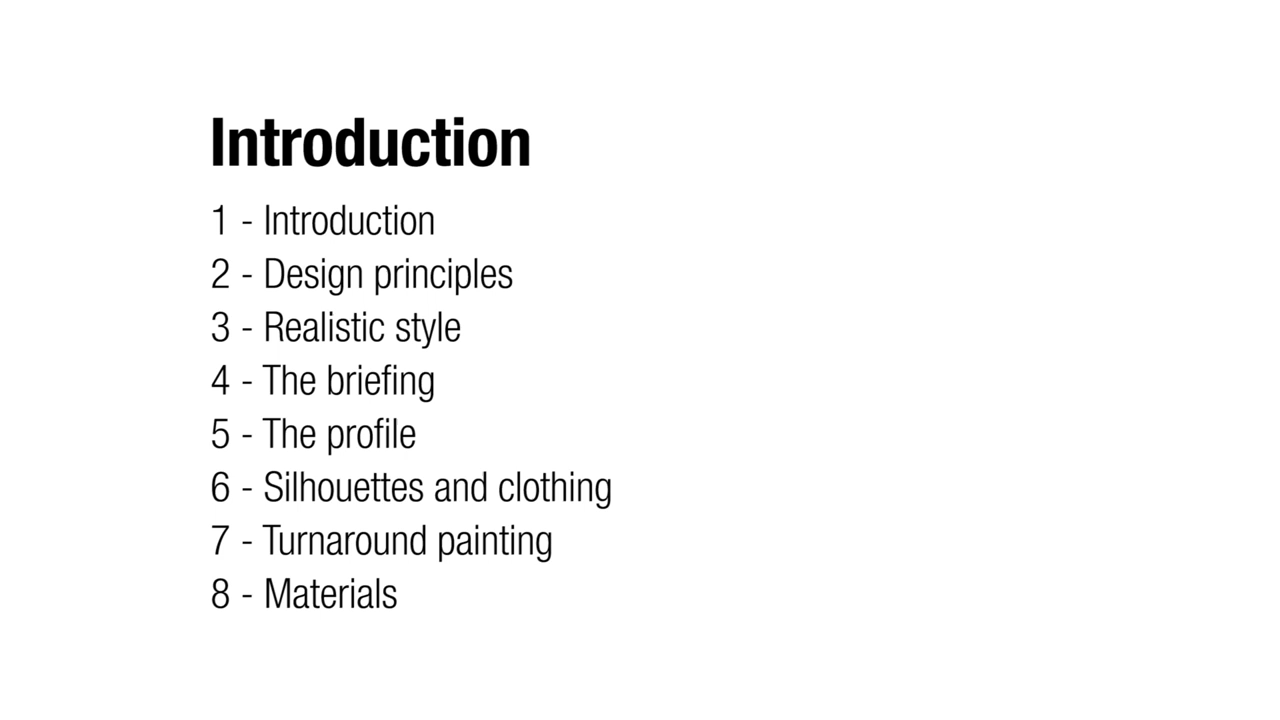 Introduction
1 - Introduction
2 - Design principles
3 - Realistic style
4 - The briefing
5 - The profile
6 - Silhouettes and clothing
7 - Turnaround painting
8 - Materials